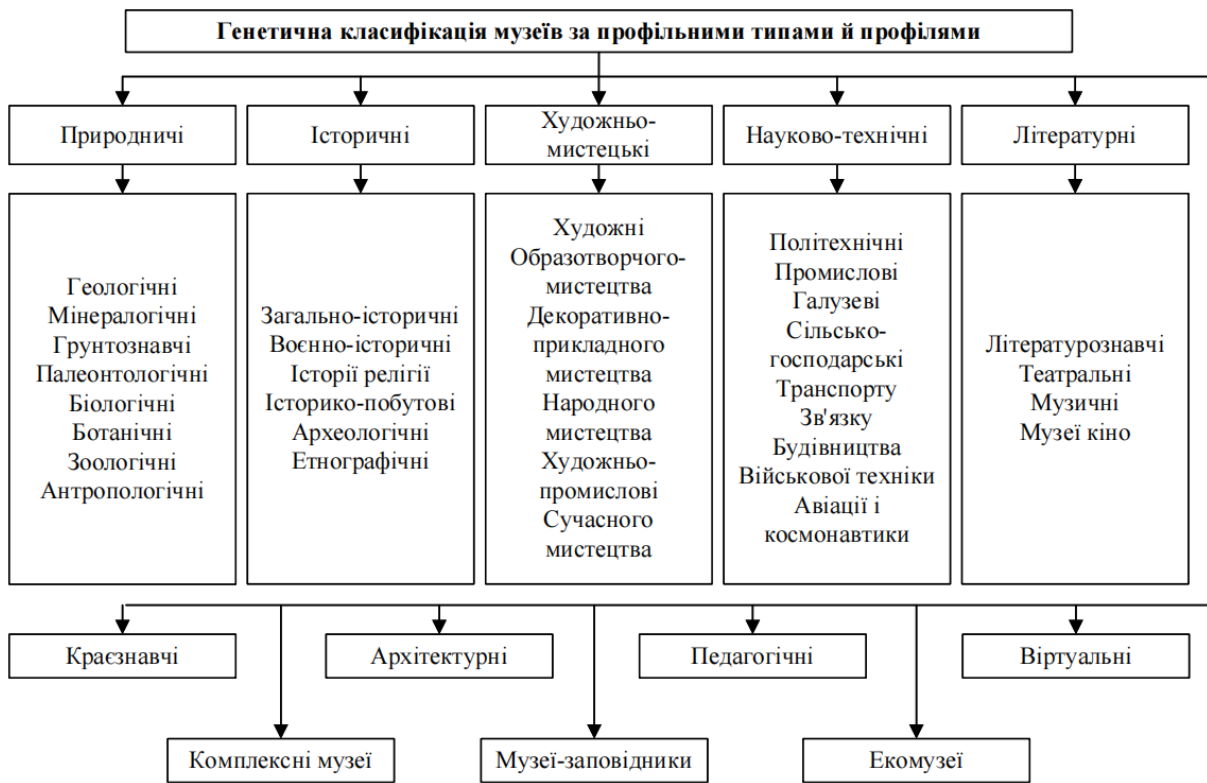 Генетична класифікація музеїв за профільними типами й профілями
Природничі
Історичні
Художньо-
мистецькі
Науково-технічні
Літературні
Геологічні
Мінералогічні
Грунтознавчі
Палеонтологічні
Біологічні
Ботанічні
Зоологічні
Антропологічні
Загально-історичні
Воєнно-історичні
Історії релігії
Історико-побутові
Археологічні
Етнографічні
Художні
Образотворчого-
мистецтва
Декоративно-
прикладного
мистецтва
Народного
мистецтва
Художньо-
промислові
Сучасного
мистецтва
Політехнічні
Промислові
Галузеві
Сільсько-
господарські
Транспорту
Зв'язку
Будівництва
Військової техніки
Авіації і
космонавтики
Літературознавчі
Театральні
Музичні
Музеї кіно
Краєзнавчі
Архітектурні
Педагогічні
Віртуальні
Комплексні музеї
Музеї-заповідники
Екомузеї